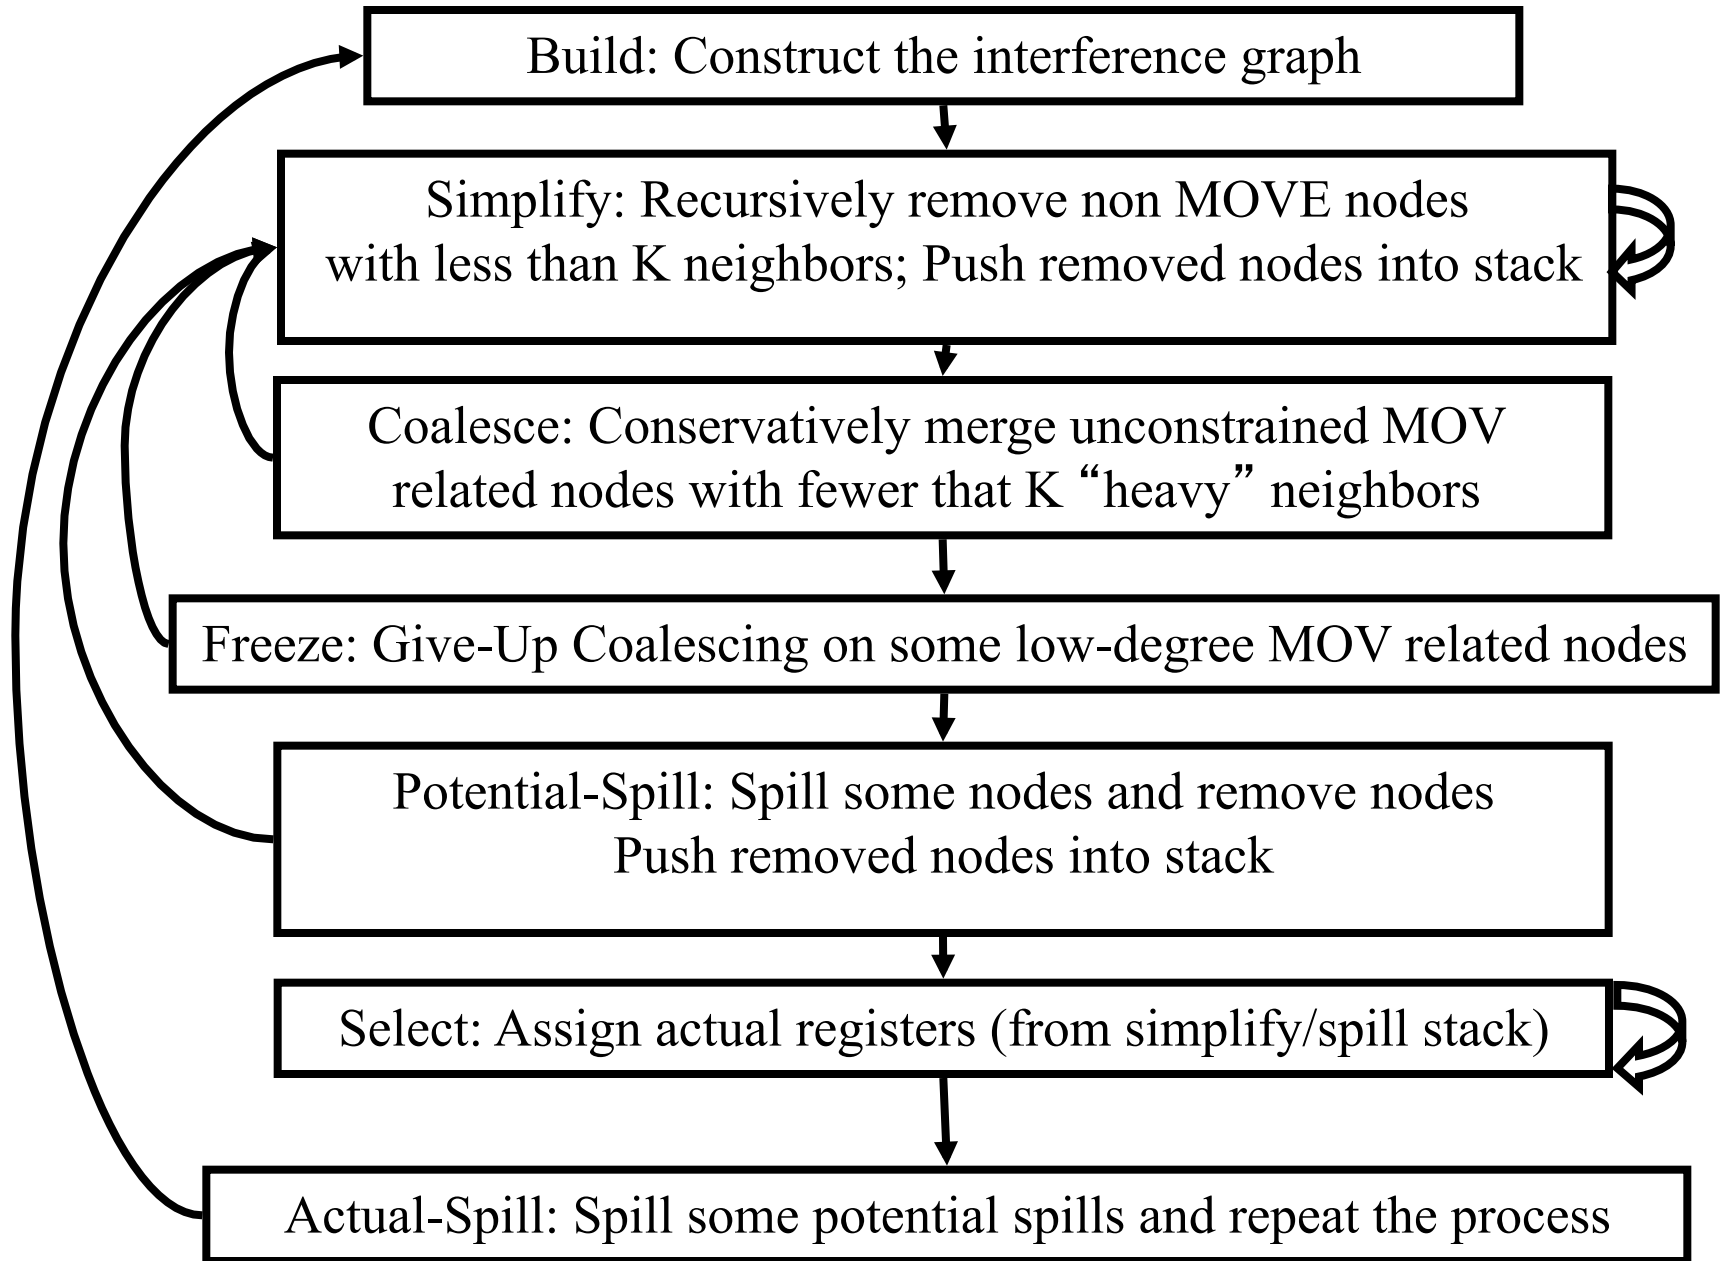 Build: Construct the interference graph
Simplify: Recursively remove non MOVE nodes
with less than K neighbors; Push removed nodes into stack
Coalesce: Conservatively merge unconstrained MOV
related nodes with fewer that K “heavy” neighbors
Freeze: Give-Up Coalescing on some low-degree MOV related nodes
Potential-Spill: Spill some nodes and remove nodes
Push removed nodes into stack
Select: Assign actual registers (from simplify/spill stack)
Actual-Spill: Spill some potential spills and repeat the process